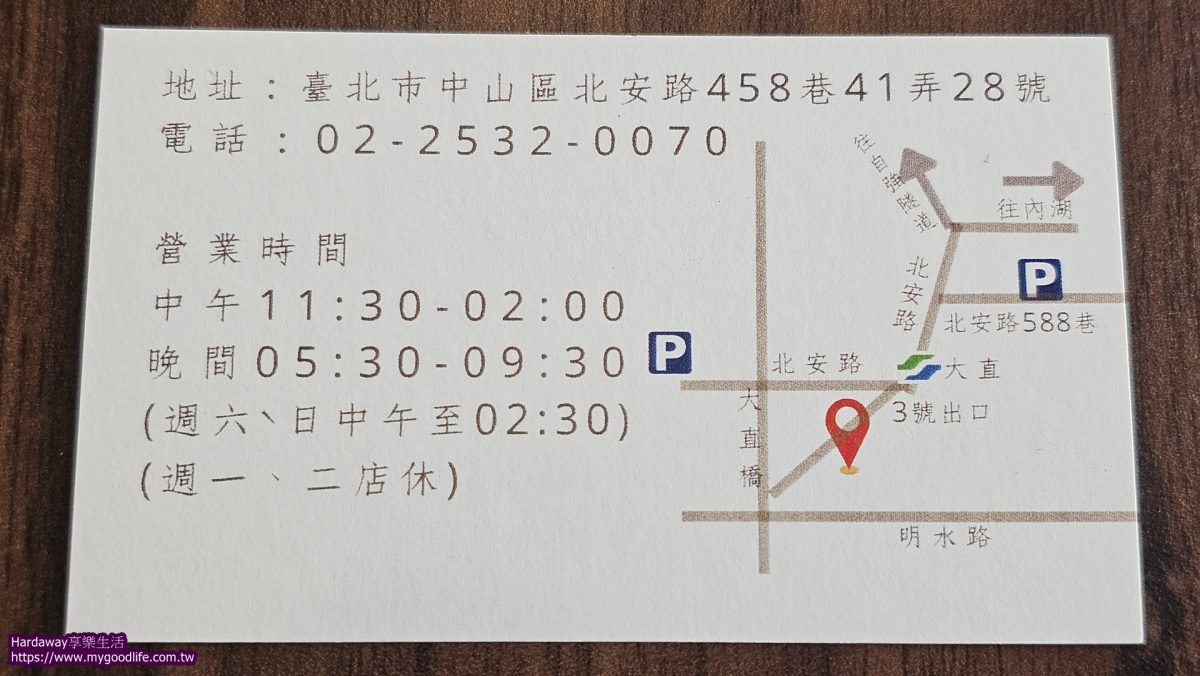 地址：臺北市中山區北安路458巷41弄28號
電話：02-2532-0070
營業時間
中午11:30-02:00
晚間05:30-09:30
(週六、日中午至02:30)
(週一、二店休)
往自強隧道
往內湖
北安路
P
北安路588巷
P
北安路
大直
3號出口
大直橋
明水路
Hardaway享樂生活
https://www.mygoodlife.com.tw